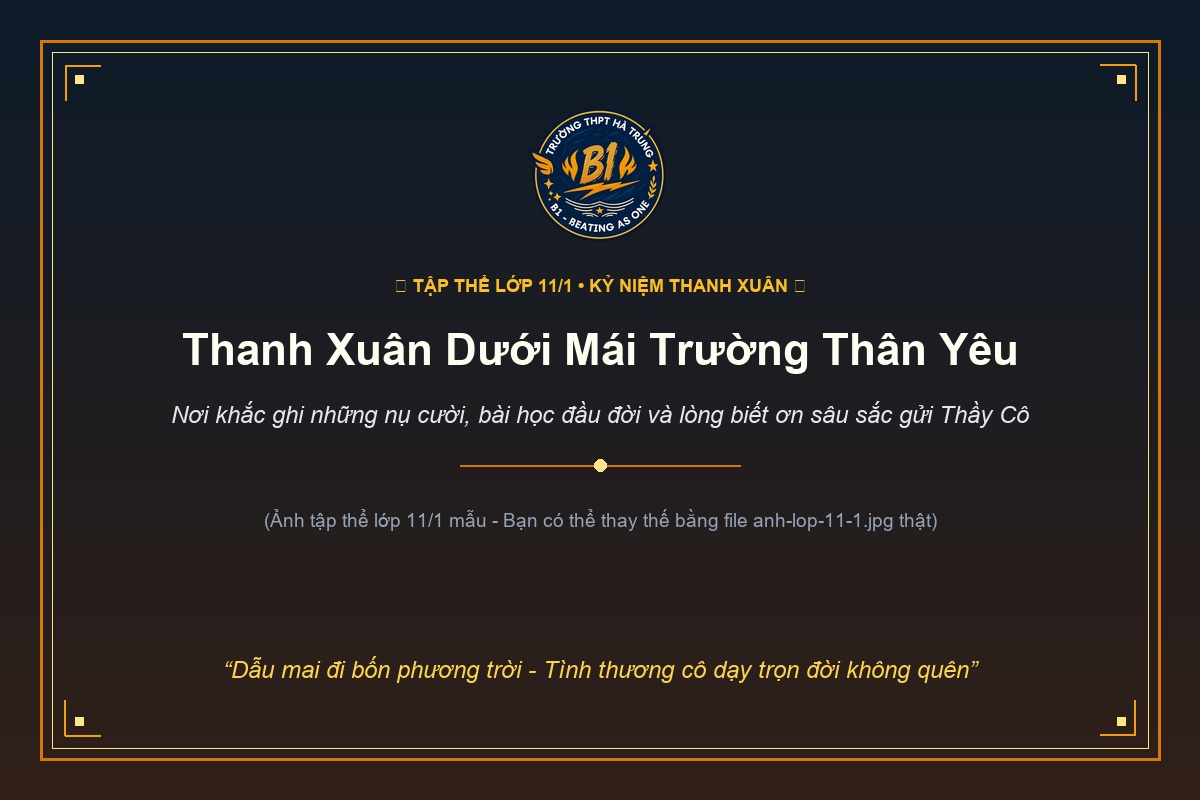 TRƯỜNG THPT HÀ TRUNG
B1
B1 - BEATING AS ONE
TẬP THỂ LỚP 11/1 • KỶ NIỆM THANH XUÂN
Thanh Xuân Dưới Mái Trường Thân Yêu
Nơi khắc ghi những nụ cười, bài học đầu đời và lòng biết ơn sâu sắc gửi Thầy Cô
(Ảnh tập thể lớp 11/1 mẫu - Bạn có thể thay thế bằng file anh-lop-11-1.jpg thật)
“Dẫu mai đi bốn phương trời - Tình thương cô dạy trọn đời không quên”